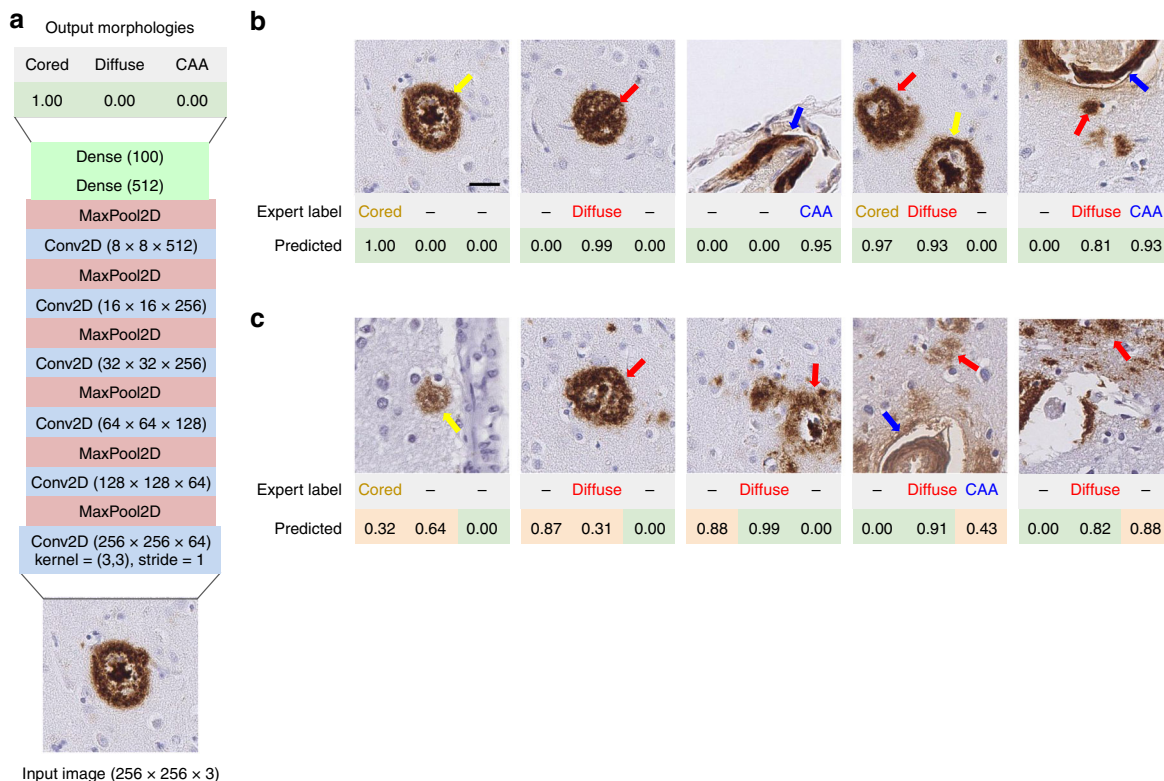 a
Output morphologies
Cored Diffuse CAA
1.00 0.00 0.00
Dense (100)
Dense (512)
MaxPool2D
Conv2D (8 × 8 × 512)
MaxPool2D
Conv2D (16 × 16 × 256)
MaxPool2D
Conv2D (32 × 32 × 256)
MaxPool2D
Conv2D (64 × 64 × 128)
MaxPool2D
Conv2D (128 × 128 × 64)
MaxPool2D
Conv2D (256 × 256 × 64)
kernel = (3,3), stride = 1
Input image (256 × 256 × 3)
b
Expert label Cored – – – Diffuse – – – CAA Cored Diffuse – – Diffuse CAA
Predicted 1.00 0.00 0.00 0.00 0.99 0.00 0.00 0.00 0.95 0.97 0.93 0.00 0.00 0.81 0.93
c
Expert label Cored – – – Diffuse – – Diffuse – – Diffuse CAA – Diffuse –
Predicted 0.32 0.64 0.00 0.87 0.31 0.00 0.88 0.99 0.00 0.00 0.91 0.43 0.00 0.82 0.88